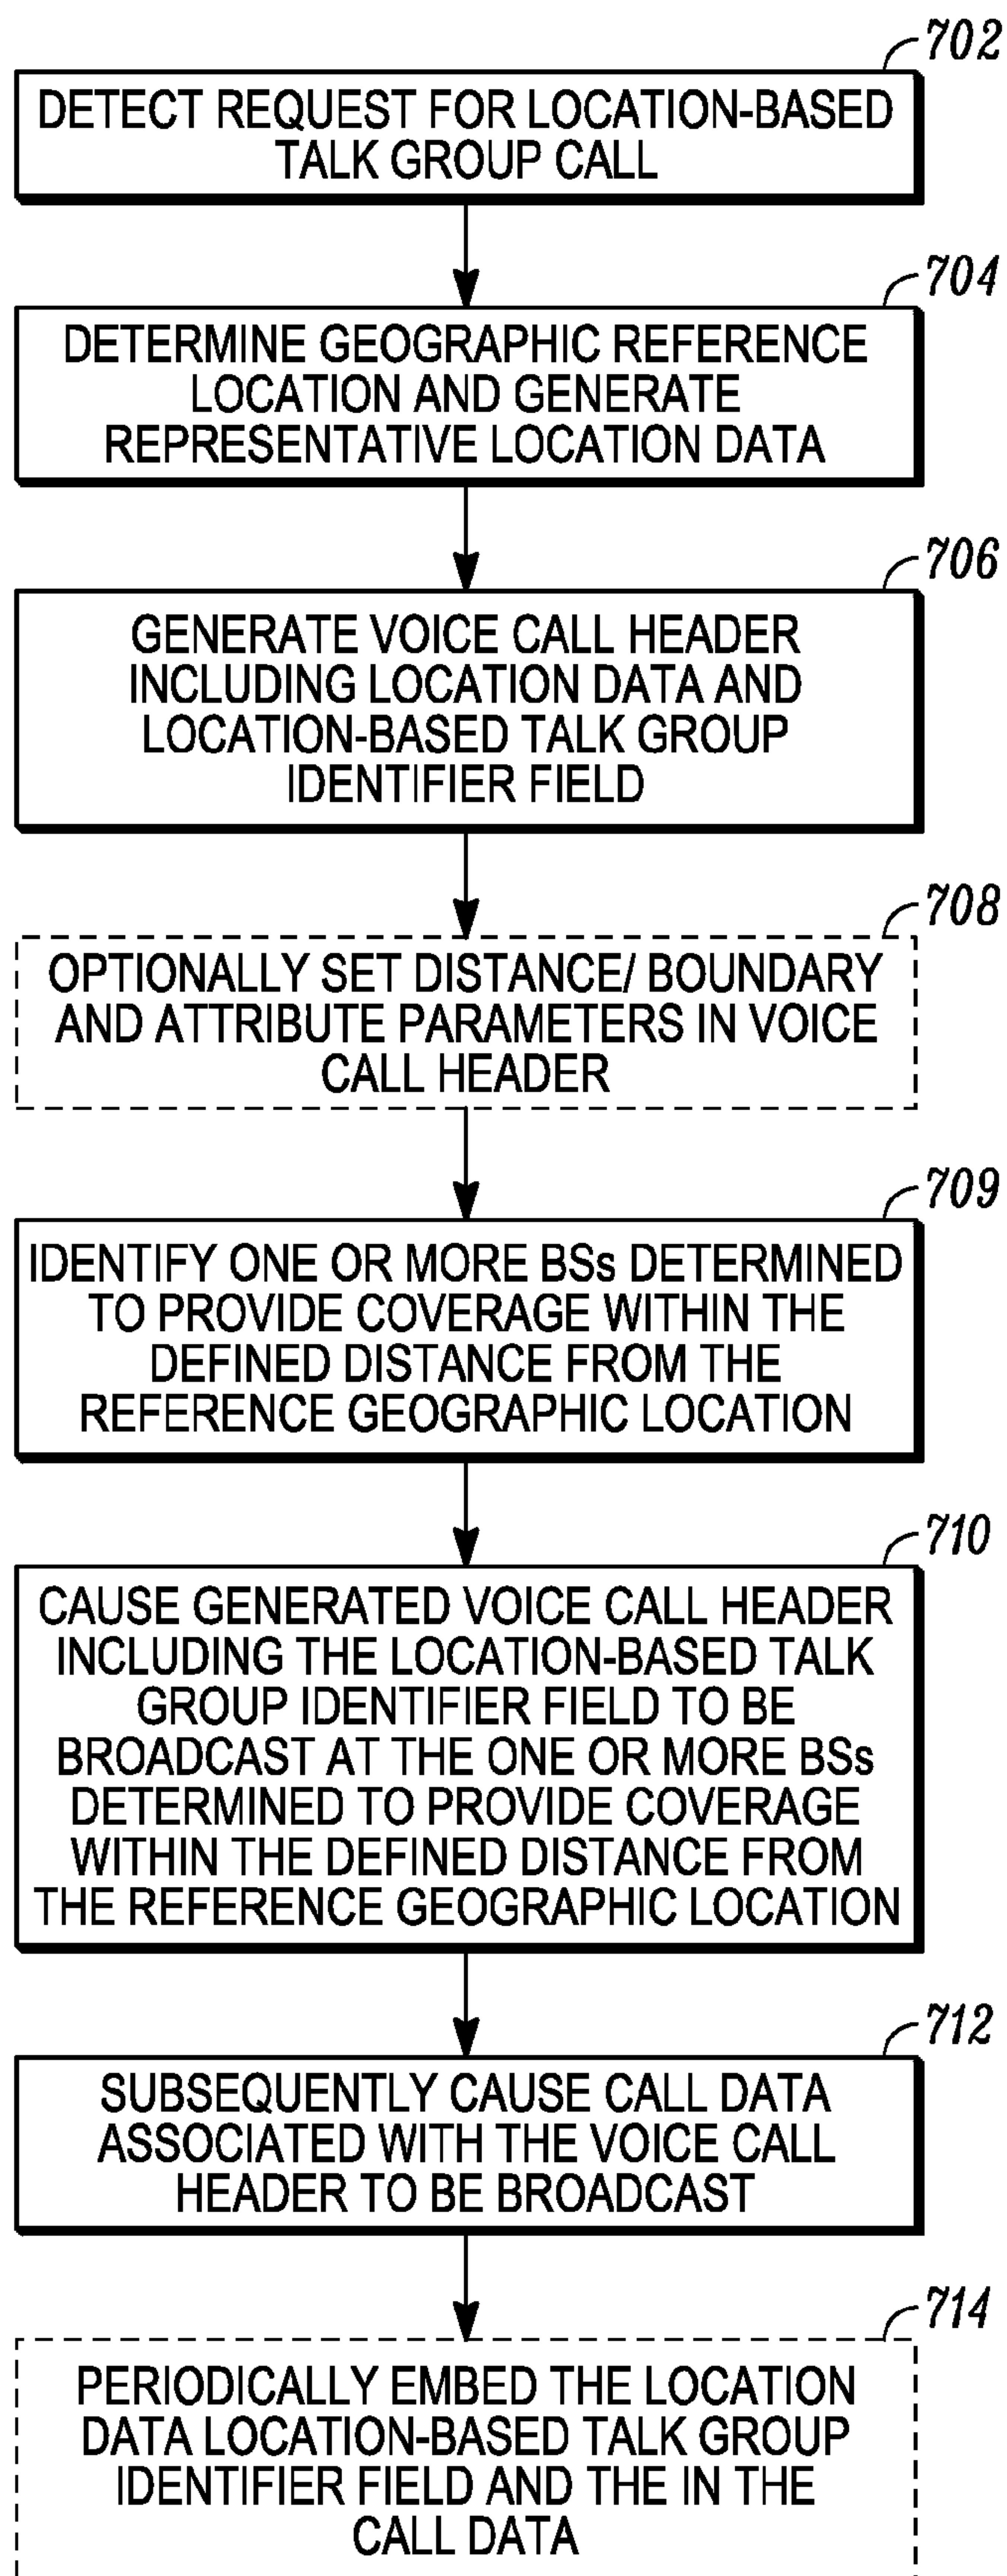 702
DETECT REQUEST FOR LOCATION-BASED
TALK GROUP CALL
704
DETERMINE GEOGRAPHIC REFERENCE
LOCATION AND GENERATE
REPRESENTATIVE LOCATION DATA
706
GENERATE VOICE CALL HEADER
INCLUDING LOCATION DATA AND
LOCATION-BASED TALK GROUP
IDENTIFIER FIELD
708
OPTIONALLY SET DISTANCE/ BOUNDARY
AND ATTRIBUTE PARAMETERS IN VOICE
CALL HEADER
709
IDENTIFY ONE OR MORE BSs DETERMINED
TO PROVIDE COVERAGE WITHIN THE
DEFINED DISTANCE FROM THE
REFERENCE GEOGRAPHIC LOCATION
710
CAUSE GENERATED VOICE CALL HEADER
INCLUDING THE LOCATION-BASED TALK
GROUP IDENTIFIER FIELD TO BE
BROADCAST AT THE ONE OR MORE BSs
DETERMINED TO PROVIDE COVERAGE
WITHIN THE DEFINED DISTANCE FROM
THE REFERENCE GEOGRAPHIC LOCATION
712
SUBSEQUENTLY CAUSE CALL DATA
ASSOCIATED WITH THE VOICE CALL
HEADER TO BE BROADCAST
714
PERIODICALLY EMBED THE LOCATION
DATA LOCATION-BASED TALK GROUP
IDENTIFIER FIELD AND THE IN THE
CALL DATA